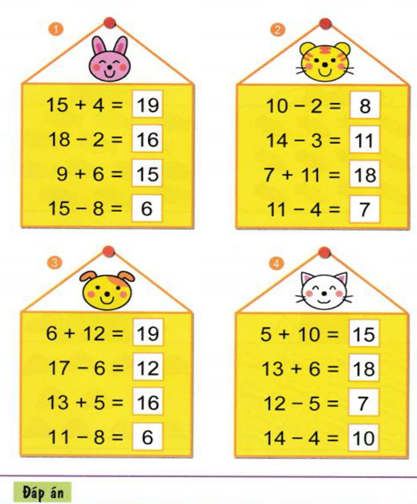 1
15 + 4 = 19
18 − 2 = 16
9 + 6 = 15
15 − 8 = 6
2
10 − 2 = 8
14 − 3 = 11
7 + 11 = 18
11 − 4 = 7
3
6 + 12 = 19
17 − 6 = 12
13 + 5 = 16
11 − 8 = 6
4
5 + 10 = 15
13 + 6 = 18
12 − 5 = 7
14 − 4 = 10
Đáp án